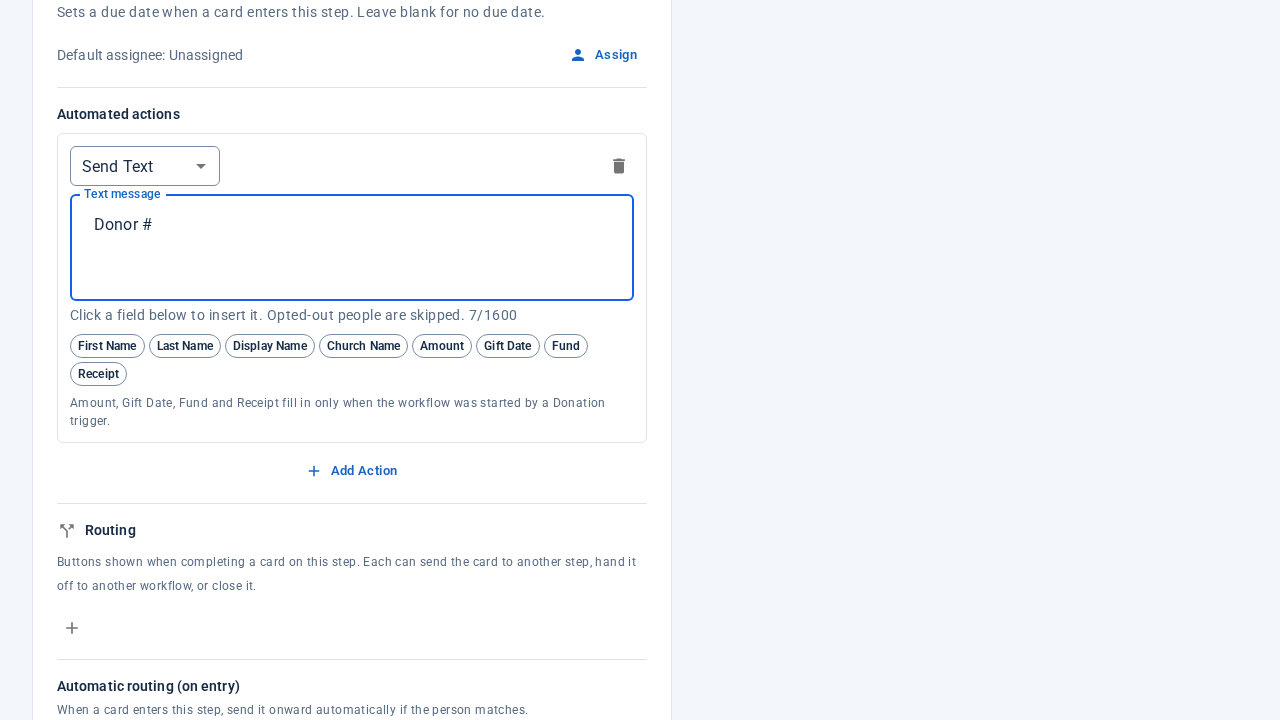 Sets a due date when a card enters this step. Leave blank for no due date.
Default assignee: Unassigned
Assign
Automated actions
Send Text
Text message
Donor #
Click a field below to insert it. Opted-out people are skipped. 7/1600
First Name Last Name Display Name Church Name Amount Gift Date Fund
Receipt
Amount, Gift Date, Fund and Receipt fill in only when the workflow was started by a Donation
trigger.
Add Action
Routing
Buttons shown when completing a card on this step. Each can send the card to another step, hand it
off to another workflow, or close it.
Automatic routing (on entry)
When a card enters this step, send it onward automatically if the person matches.